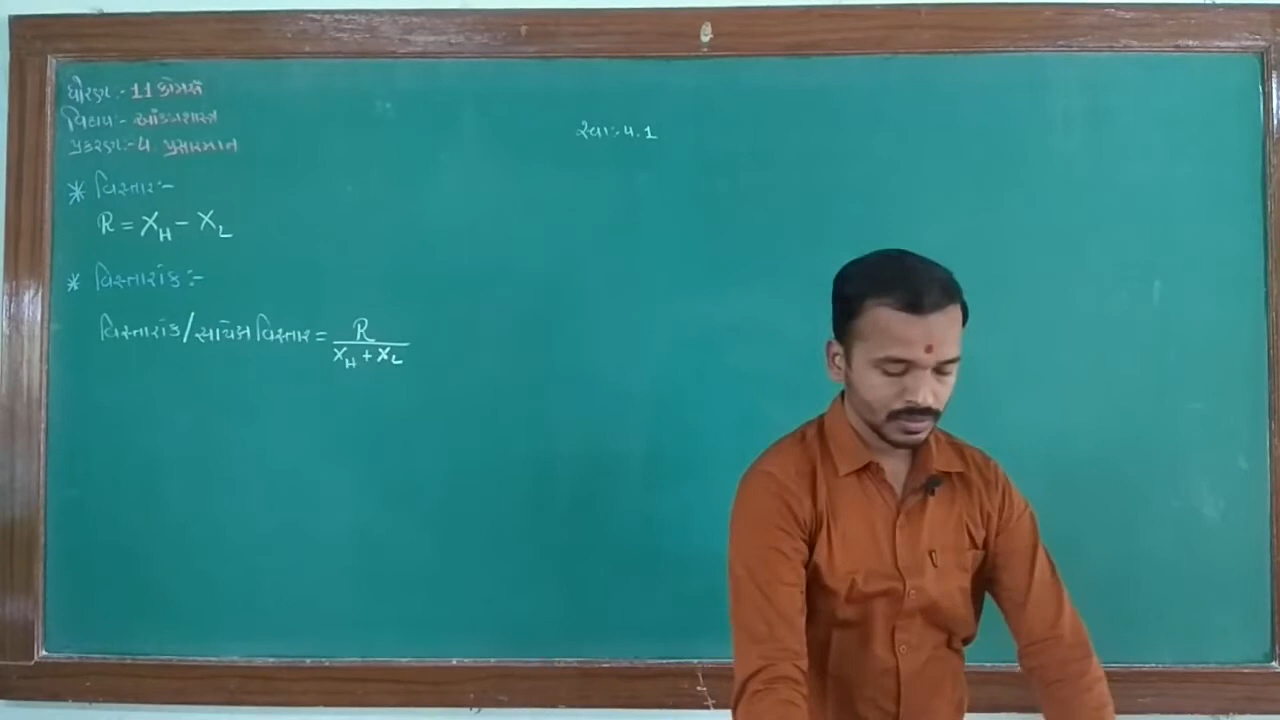 ધોરણ:- 11 કોમર્સ
વિષય:- આંકડાશાસ્ત્ર
પ્રકરણ:-4. પ્રસારમાન
સ્વા:-4.1
* વિસ્તાર:-
R = X_H - X_L
* વિસ્તારાંક:-
વિસ્તારાંક/સાપેક્ષ વિસ્તાર = R / X_H + X_L